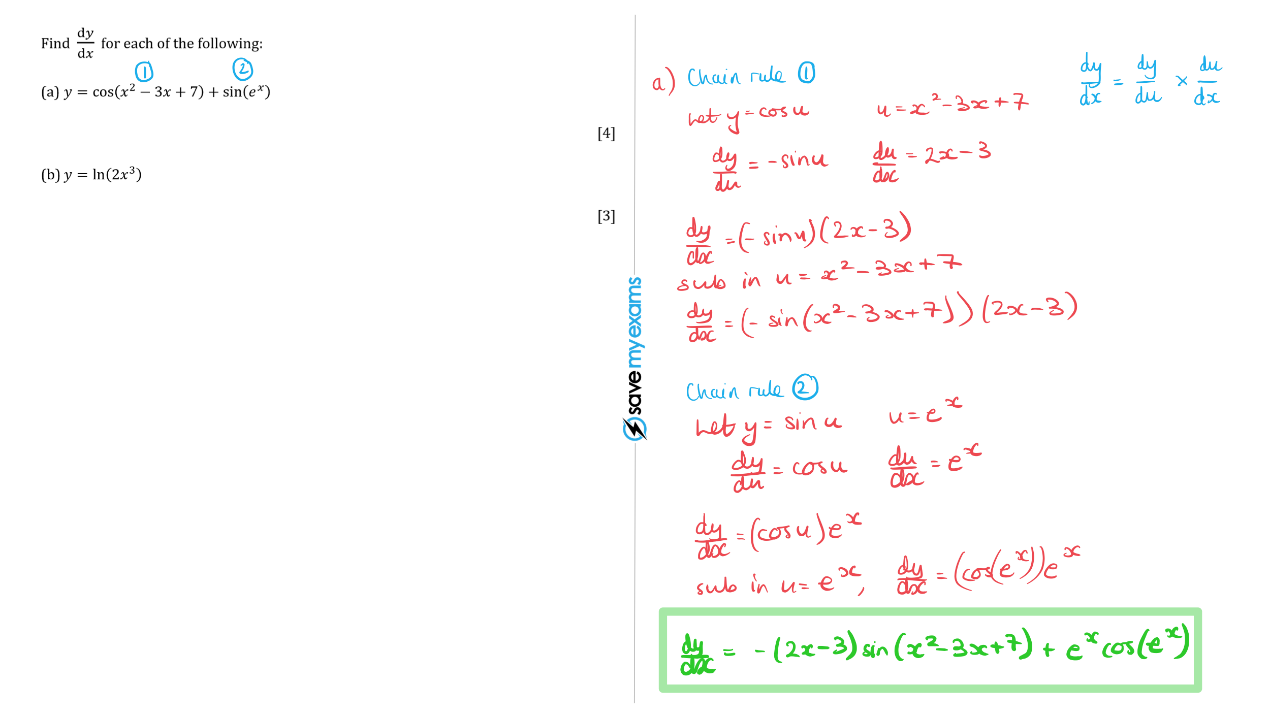 Find dy/dx for each of the following:
① ②
(a) y = cos(x² − 3x + 7) + sin(eˣ)
[4]
(b) y = ln(2x³)
[3]
save my exams
a) Chain rule ①
dy/dx = dy/du × du/dx
Let y = cos u u = x² − 3x + 7
dy/du = − sin u du/dx = 2x − 3
dy/dx = (− sin u)(2x − 3)
sub in u = x² − 3x + 7
dy/dx = (− sin(x² − 3x + 7))(2x − 3)
Chain rule ②
Let y = sin u u = eˣ
dy/du = cos u du/dx = eˣ
dy/dx = (cos u)eˣ
sub in u = eˣ, dy/dx = (cos(eˣ))eˣ
dy/dx = − (2x − 3) sin(x² − 3x + 7) + eˣ cos(eˣ)